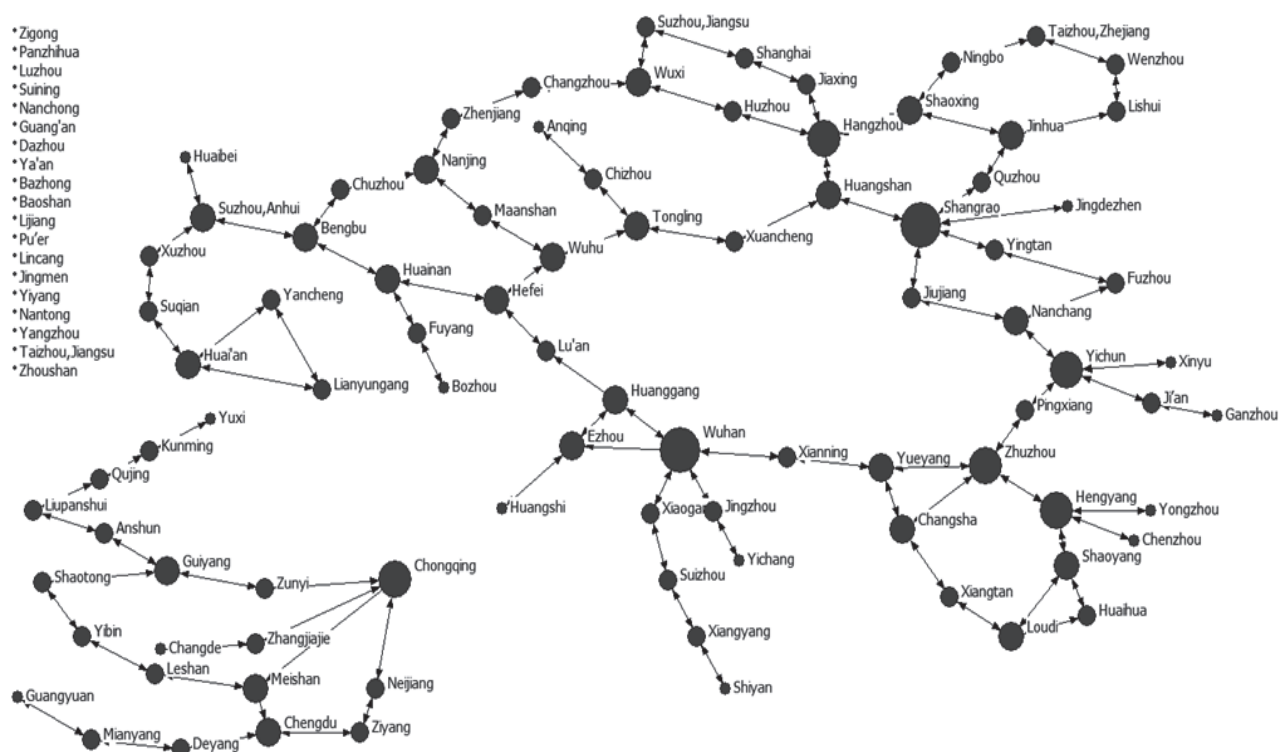 Zigong
Panzhihua
Luzhou
Suining
Nanchong
Guang'an
Dazhou
Ya'an
Bazhong
Baoshan
Lijiang
Pu'er
Lincang
Jingmen
Yiyang
Nantong
Yangzhou
Taizhou,Jiangsu
Zhoushan
Suzhou,Jiangsu
Shanghai
Taizhou,Zhejiang
Ningbo
Wenzhou
Wuxi
Jiaxing
Changzhou
Shaoxing
Lishui
Huzhou
Zhenjiang
Hangzhou
Jinhua
Anqing
Huaibei
Nanjing
Chizhou
Huangshan
Quzhou
Chuzhou
Suzhou,Anhui
Maanshan
Tongling
Shangrao
Jingdezhen
Bengbu
Xuancheng
Yingtan
Xuzhou
Wuhu
Huainan
Hefei
Fuzhou
Yancheng
Jiujiang
Suqian
Nanchang
Fuyang
Lu'an
Huai'an
Yichun
Xinyu
Lianyungang
Bozhou
Huanggang
Ji'an
Pingxiang
Ganzhou
Yuxi
Ezhou
Wuhan
Kunming
Xianning
Yueyang
Zhuzhou
Qujing
Liupanshui
Huangshi
Xiaogan
Jingzhou
Hengyang
Yongzhou
Changsha
Anshun
Chenzhou
Guiyang
Yichang
Shaoyang
Chongqing
Shaotong
Zunyi
Suizhou
Xiangtan
Huaihua
Yibin
Changde
Zhangjiajie
Xiangyang
Loudi
Leshan
Meishan
Neijiang
Shiyan
Guangyuan
Chengdu
Ziyang
Mianyang
Deyang